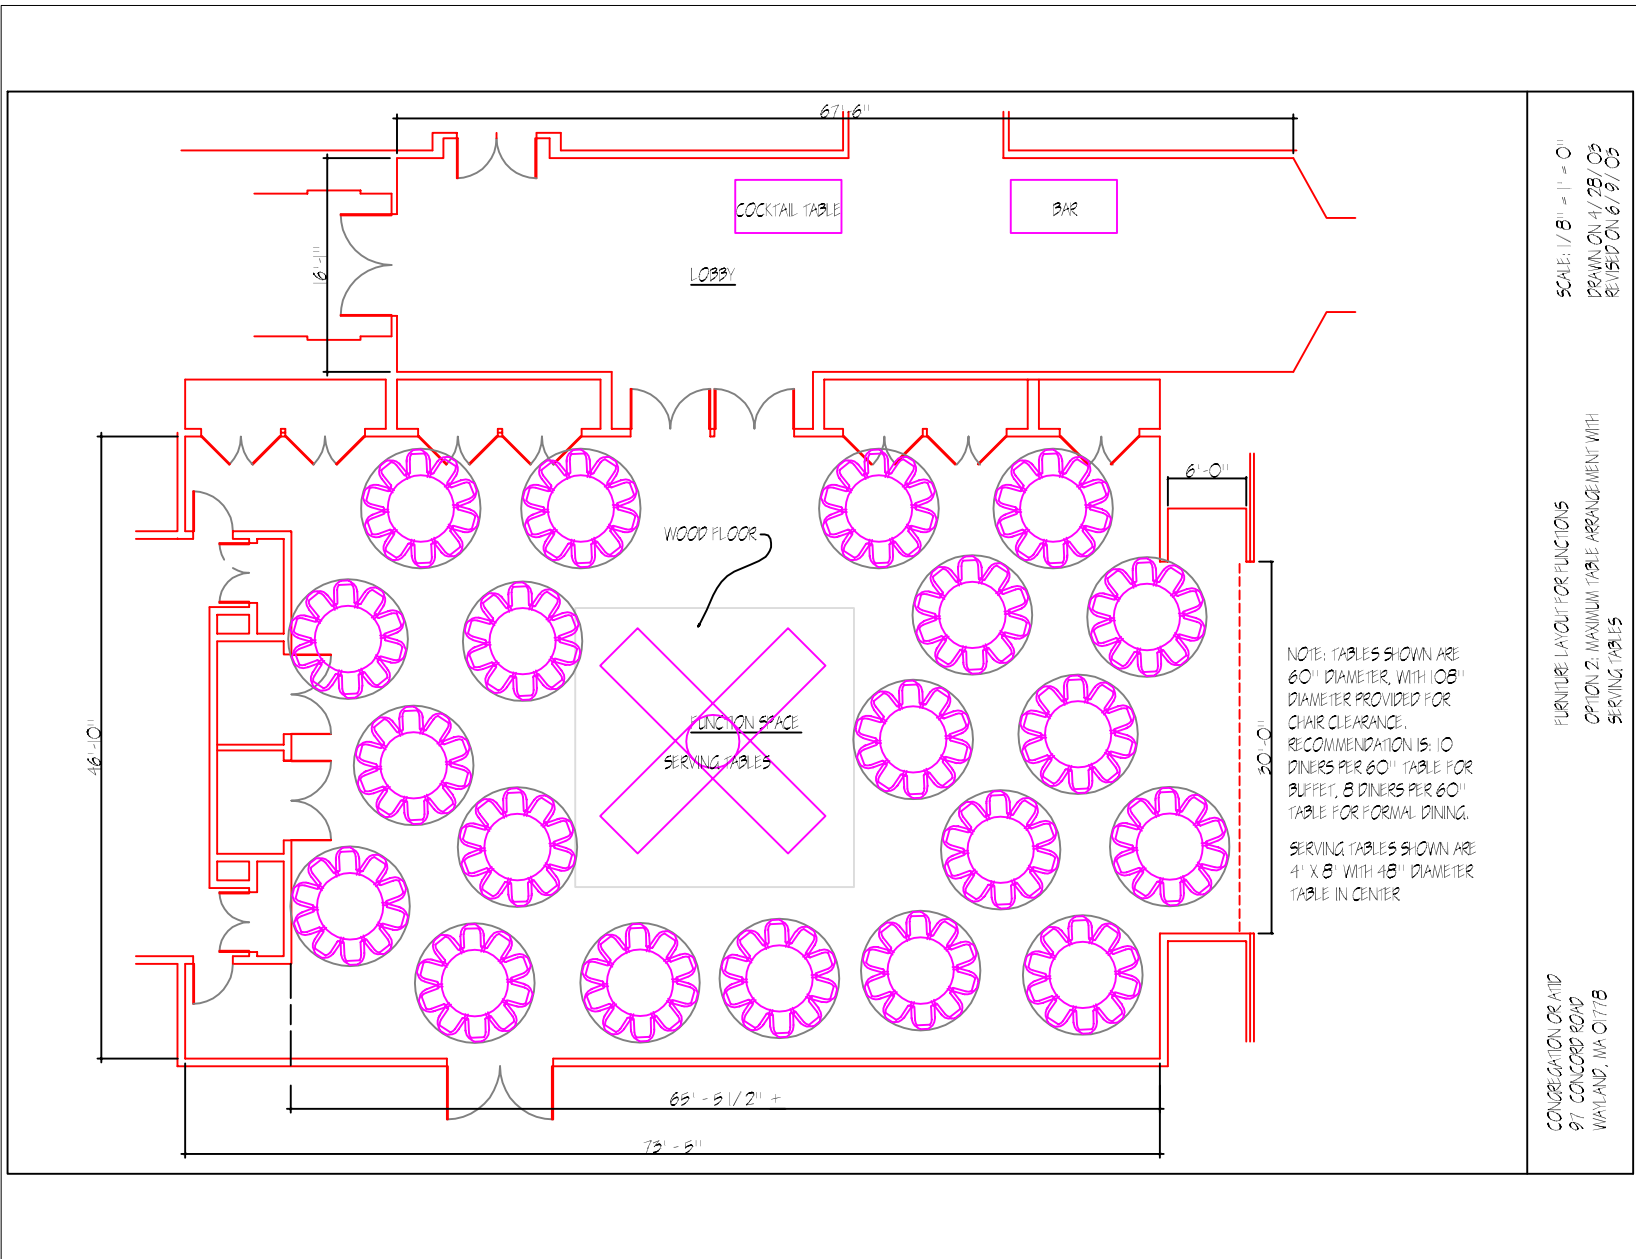 67'-6"
COCKTAIL TABLE
BAR
16'-1"
LOBBY
6'-0"
WOOD FLOOR
FUNCTION SPACE
SERVING TABLES
46'-10"
30'-0"
NOTE: TABLES SHOWN ARE
60" DIAMETER, WITH 108"
DIAMETER PROVIDED FOR
CHAIR CLEARANCE.
RECOMMENDATION IS: 10
DINERS PER 60" TABLE FOR
BUFFET, 8 DINERS PER 60"
TABLE FOR FORMAL DINING.
SERVING TABLES SHOWN ARE
4' X 8' WITH 48" DIAMETER
TABLE IN CENTER
65' - 5 1/2" +
73' - 5"
SCALE: 1/8" = 1' = 0"
DRAWN ON 4/28/03
REVISED ON 6/9/03
FURNITURE LAYOUT FOR FUNCTIONS
OPTION 2: MAXIMUM TABLE ARRANGEMENT WITH
SERVING TABLES
CONGREGATION OR ATID
97 CONCORD ROAD
WAYLAND, MA 01778